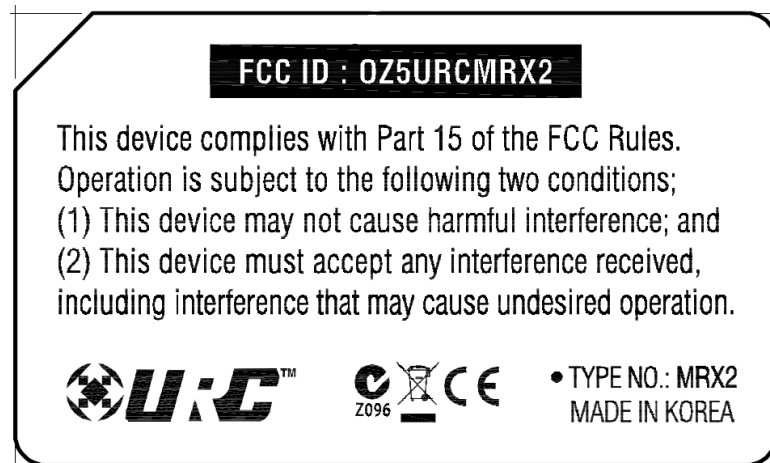 FCC ID : OZ5URCMRX2
This device complies with Part 15 of the FCC Rules.
Operation is subject to the following two conditions;
(1) This device may not cause harmful interference; and
(2) This device must accept any interference received,
including interference that may cause undesired operation.
URC™
Z096
CE
• TYPE NO.: MRX2
MADE IN KOREA